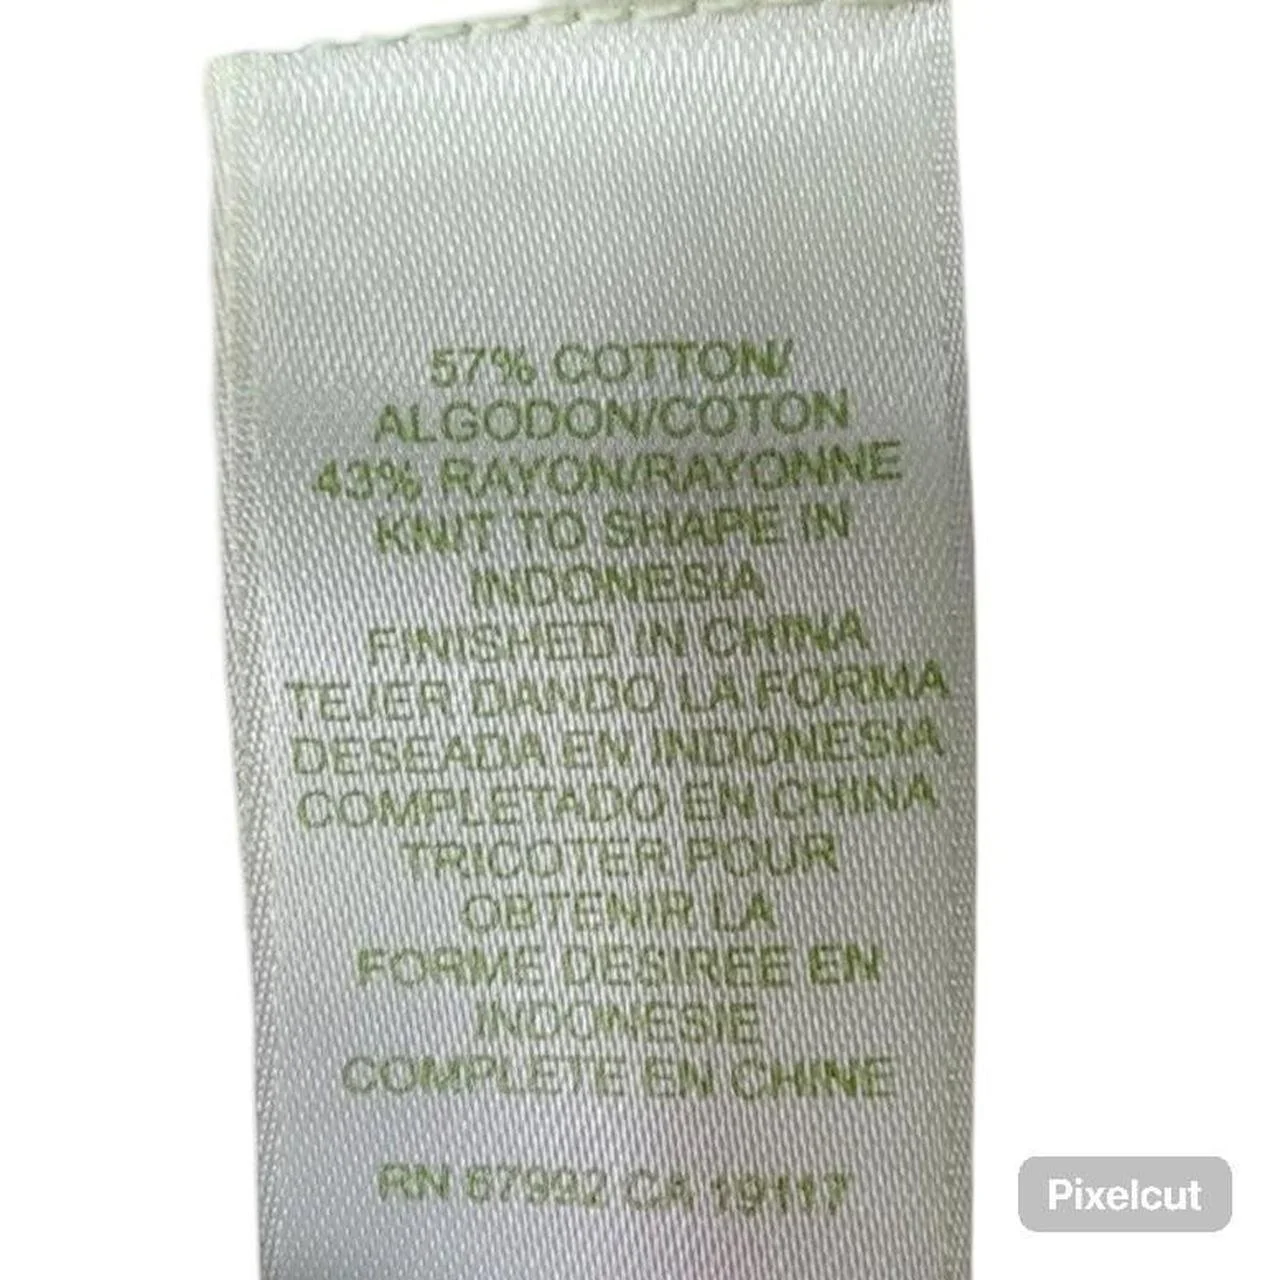 57% COTTON/
ALGODON/COTON
43% RAYON/RAYONNE
KNIT TO SHAPE IN
INDONESIA
FINISHED IN CHINA
TEJER DANDO LA FORMA
DESEADA EN INDONESIA
COMPLETADO EN CHINA
TRICOTER POUR
OBTENIR LA
FORME DESIREE EN
INDONESIE
COMPLETE EN CHINE
RN 67992 CA 19117
Pixelcut